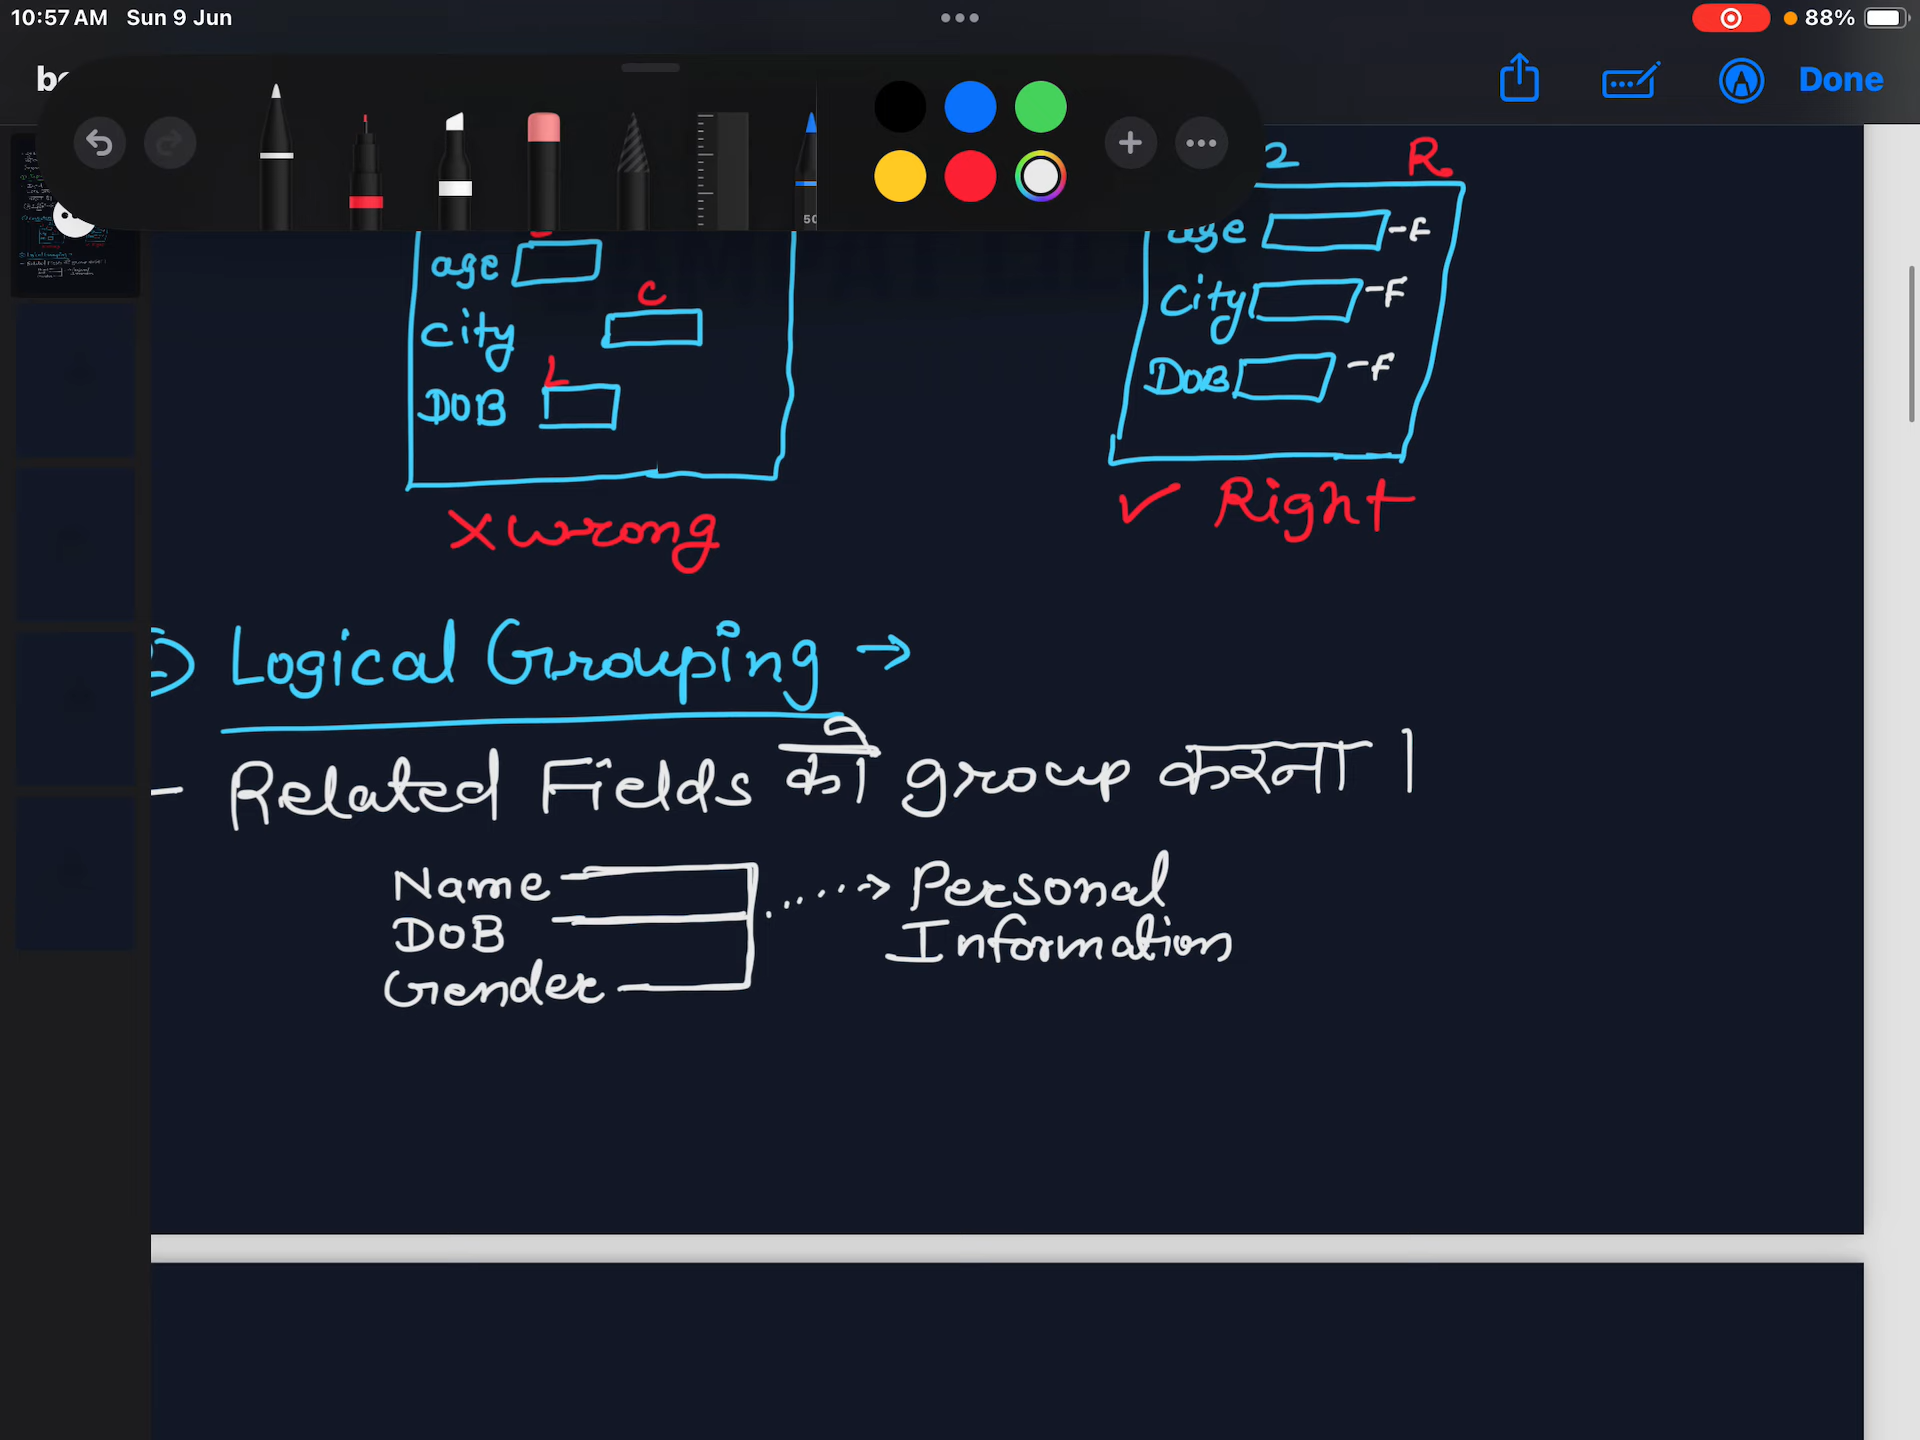 10:57 AM Sun 9 Jun
88%
Done
2 R
age
age -F
C
city
City -F
L
DOB
DOB -F
X wrong
✓ Right
Logical Grouping →
- Related Fields को group करना ।
Name
DOB
Gender
Personal
Information